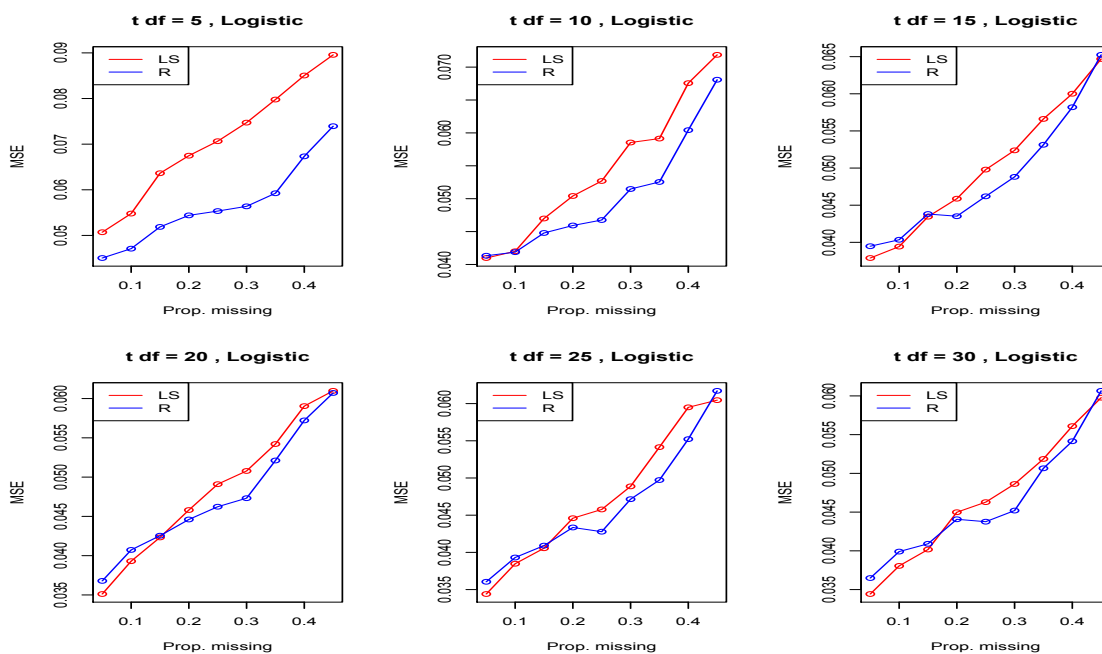 t df = 5 , Logistic
LS
R
MSE
0.05 0.06 0.07 0.08 0.09
0.1 0.2 0.3 0.4
Prop. missing
t df = 10 , Logistic
LS
R
MSE
0.040 0.050 0.060 0.070
0.1 0.2 0.3 0.4
Prop. missing
t df = 15 , Logistic
LS
R
MSE
0.040 0.045 0.050 0.055 0.060 0.065
0.1 0.2 0.3 0.4
Prop. missing
t df = 20 , Logistic
LS
R
MSE
0.035 0.040 0.045 0.050 0.055 0.060
0.1 0.2 0.3 0.4
Prop. missing
t df = 25 , Logistic
LS
R
MSE
0.035 0.040 0.045 0.050 0.055 0.060
0.1 0.2 0.3 0.4
Prop. missing
t df = 30 , Logistic
LS
R
MSE
0.035 0.040 0.045 0.050 0.055 0.060
0.1 0.2 0.3 0.4
Prop. missing